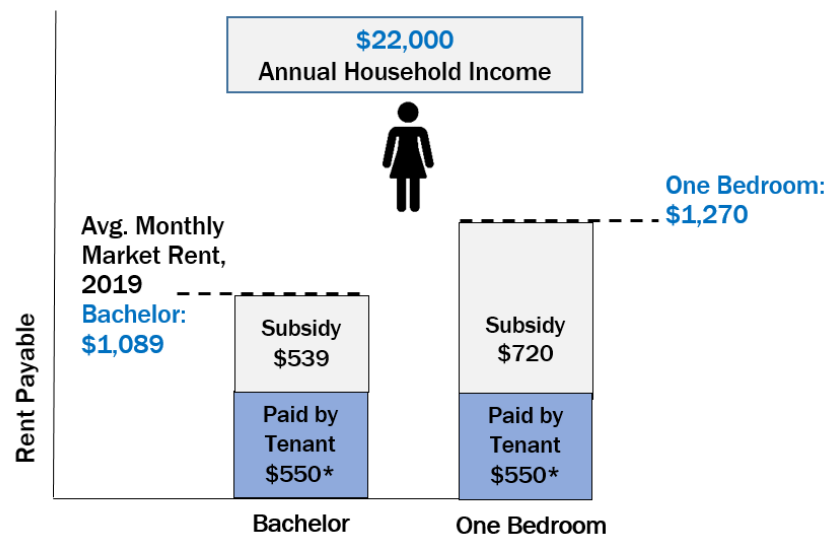 $22,000
Annual Household Income
One Bedroom:
$1,270
Avg. Monthly
Market Rent,
2019
Bachelor:
$1,089
Rent Payable
Subsidy
$539
Subsidy
$720
Paid by
Tenant
$550*
Paid by
Tenant
$550*
Bachelor
One Bedroom